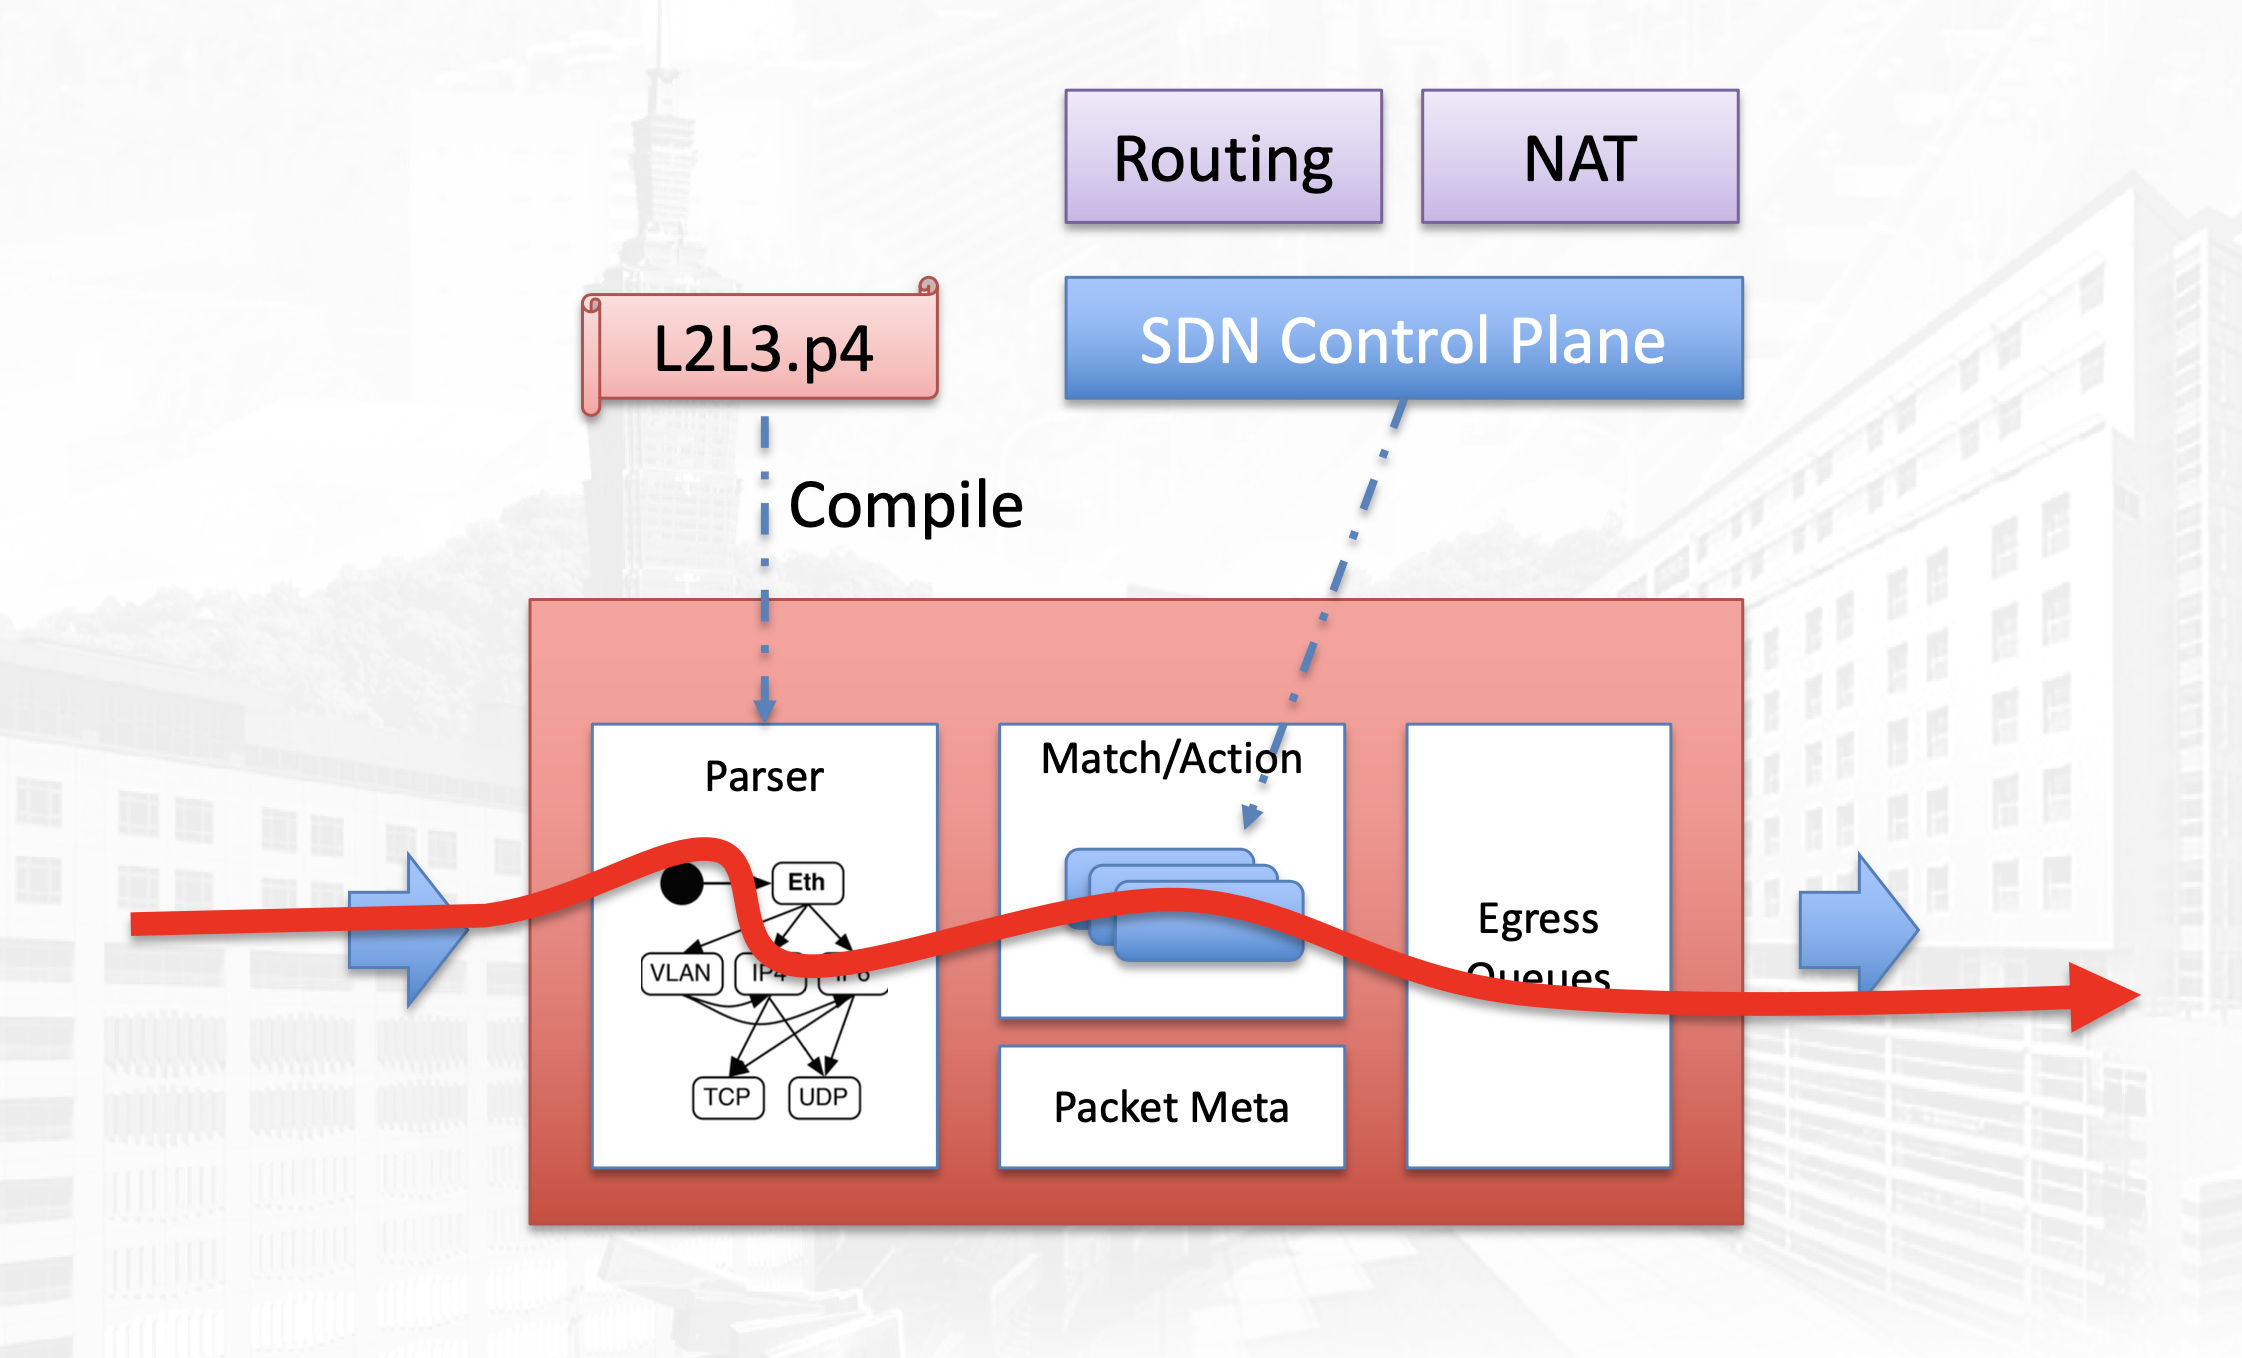 Routing
NAT
L2L3.p4
SDN Control Plane
Compile
Parser
Match/Action
Eth
VLAN
IP4
IP6
TCP
UDP
Packet Meta
Egress
Queues